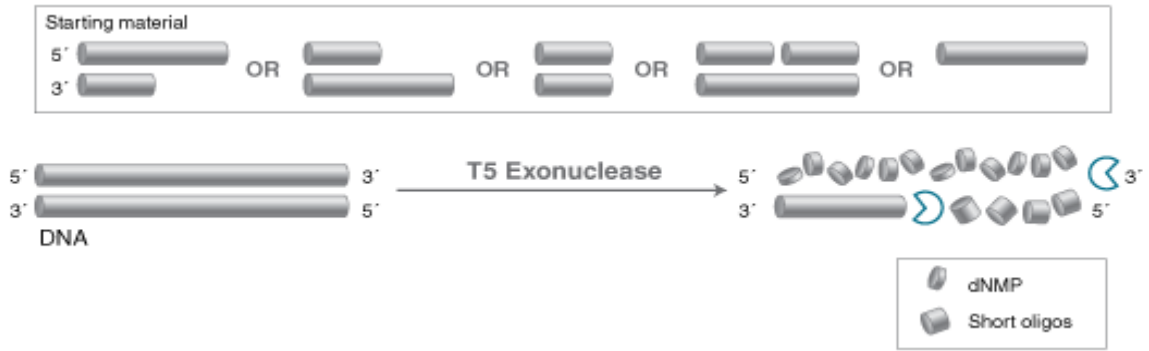 Starting material
5´ OR OR OR OR
3´
5´ 3´ T5 Exonuclease 5´ 3´
3´ 5´ 3´ 5´
DNA
dNMP
Short oligos